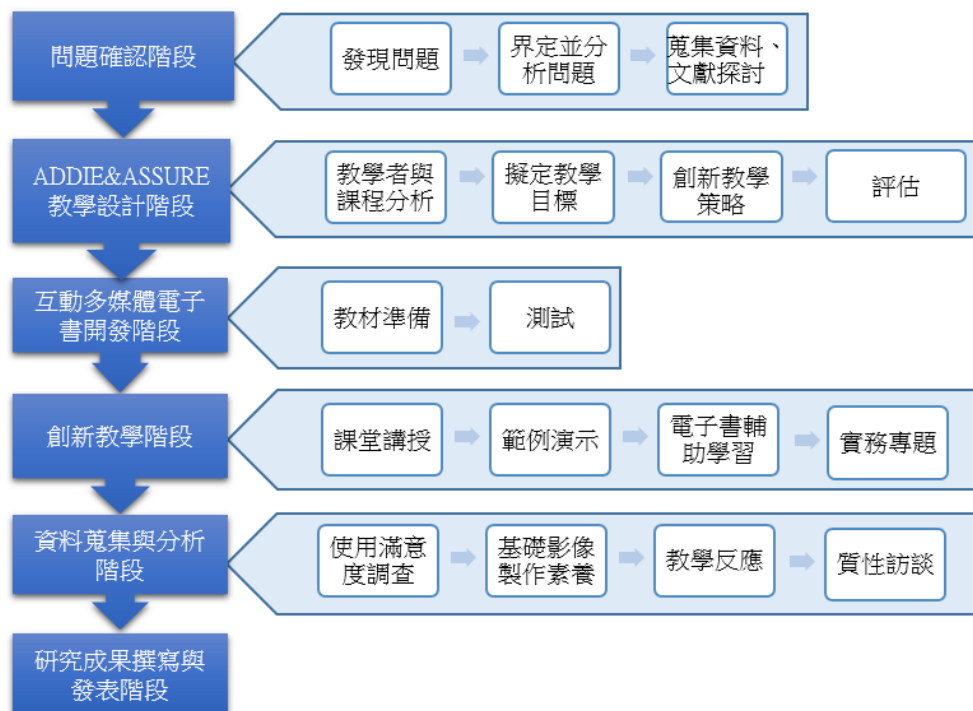 問題確認階段
發現問題
界定並分
析問題
蒐集資料、
文獻探討
ADDIE&ASSURE
教學設計階段
教學者與
課程分析
擬定教學
目標
創新教學
策略
評估
互動多媒體電子
書開發階段
教材準備
測試
創新教學階段
課堂講授
範例演示
電子書輔
助學習
實務專題
資料蒐集與分析
階段
使用滿意
度調查
基礎影像
製作素養
教學反應
質性訪談
研究成果撰寫與
發表階段